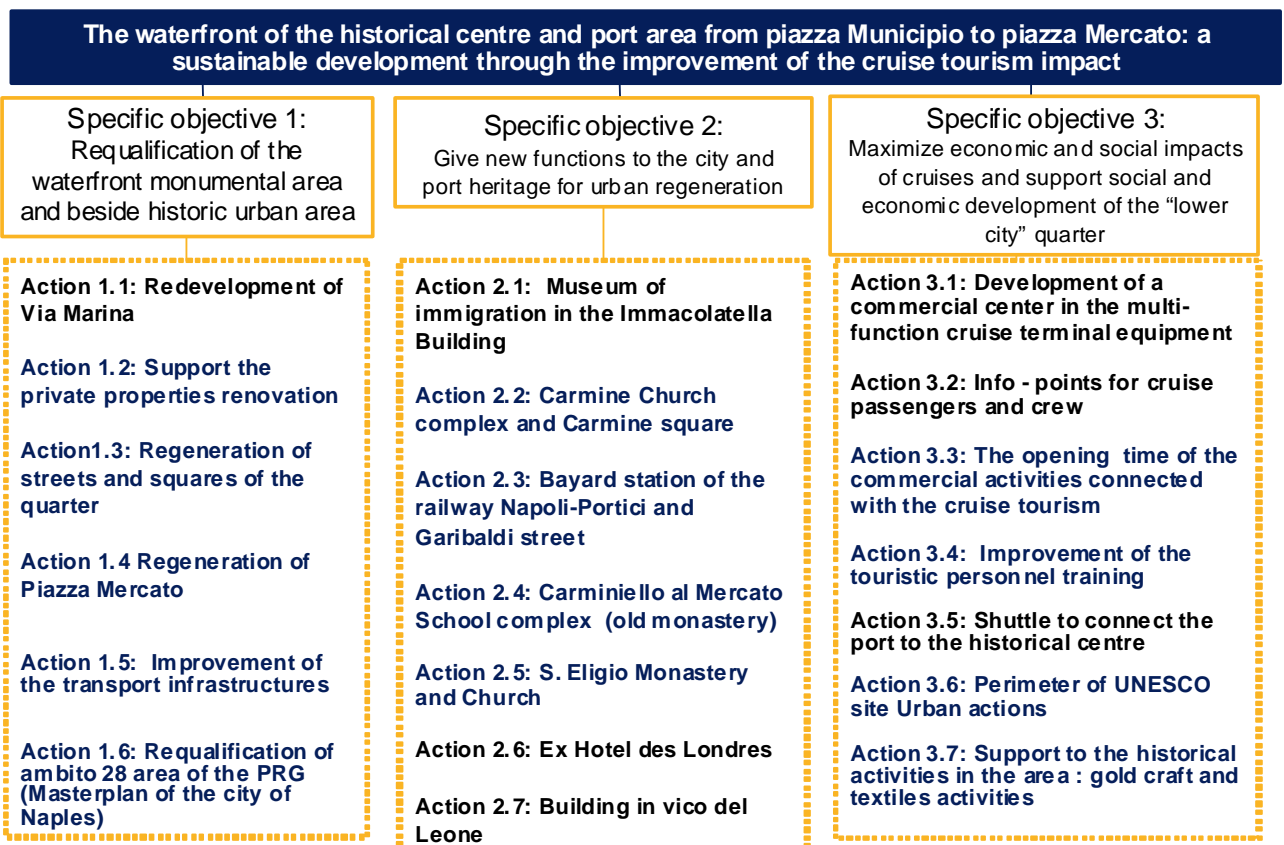 The waterfront of the historical centre and port area from piazza Municipio to piazza Mercato: a
sustainable development through the improvement of the cruise tourism impact
Specific objective 1:
Requalification of the
waterfront monumental area
and beside historic urban area
Action 1.1: Redevelopment of
Via Marina
Action 1.2: Support the
private properties renovation
Action1.3: Regeneration of
streets and squares of the
quarter
Action 1.4 Regeneration of
Piazza Mercato
Action 1.5: Improvement of
the transport infrastructures
Action 1.6: Requalification of
ambito 28 area of the PRG
(Masterplan of the city of
Naples)
Specific objective 2:
Give new functions to the city and
port heritage for urban regeneration
Action 2.1: Museum of
immigration in the Immacolatella
Building
Action 2.2: Carmine Church
complex and Carmine square
Action 2.3: Bayard station of the
railway Napoli-Portici and
Garibaldi street
Action 2.4: Carminiello al Mercato
School complex (old monastery)
Action 2.5: S. Eligio Monastery
and Church
Action 2.6: Ex Hotel des Londres
Action 2.7: Building in vico del
Leone
Specific objective 3:
Maximize economic and social impacts
of cruises and support social and
economic development of the “lower
city” quarter
Action 3.1: Development of a
commercial center in the multi-
function cruise terminal equipment
Action 3.2: Info - points for cruise
passengers and crew
Action 3.3: The opening time of the
commercial activities connected
with the cruise tourism
Action 3.4: Improvement of the
touristic personnel training
Action 3.5: Shuttle to connect the
port to the historical centre
Action 3.6: Perimeter of UNESCO
site Urban actions
Action 3.7: Support to the historical
activities in the area : gold craft and
textiles activities